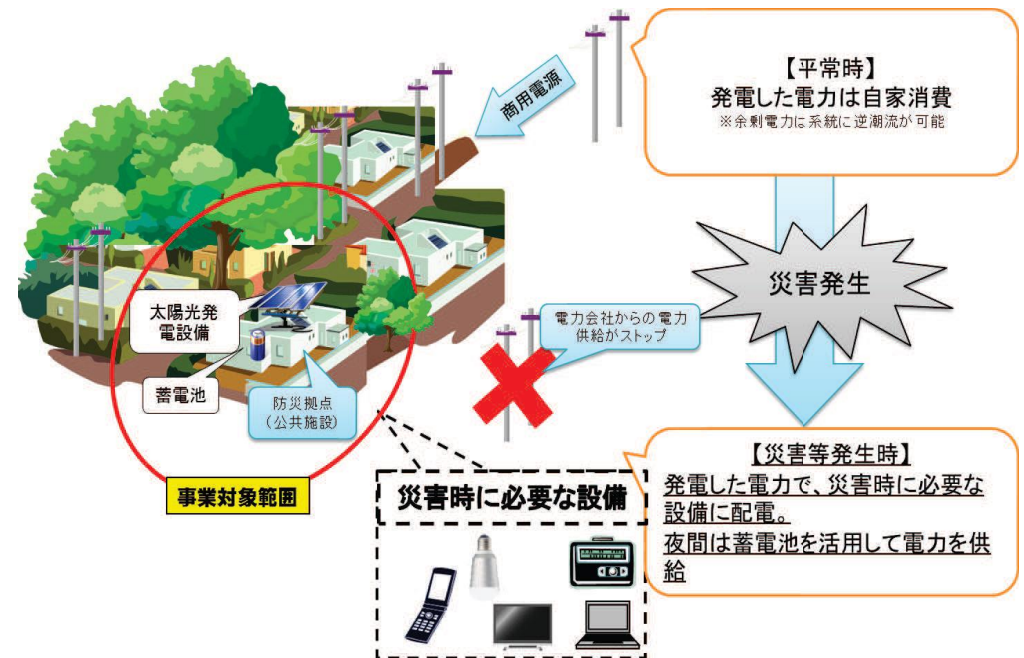 商用電源
【平常時】
発電した電力は自家消費
※余剰電力は系統に逆潮流が可能
災害発生
太陽光発
電設備
蓄電池
防災拠点
（公共施設）
電力会社からの電力
供給がストップ
事業対象範囲
災害時に必要な設備
【災害等発生時】
発電した電力で、災害時に必要な
設備に配電。
夜間は蓄電池を活用して電力を供
給